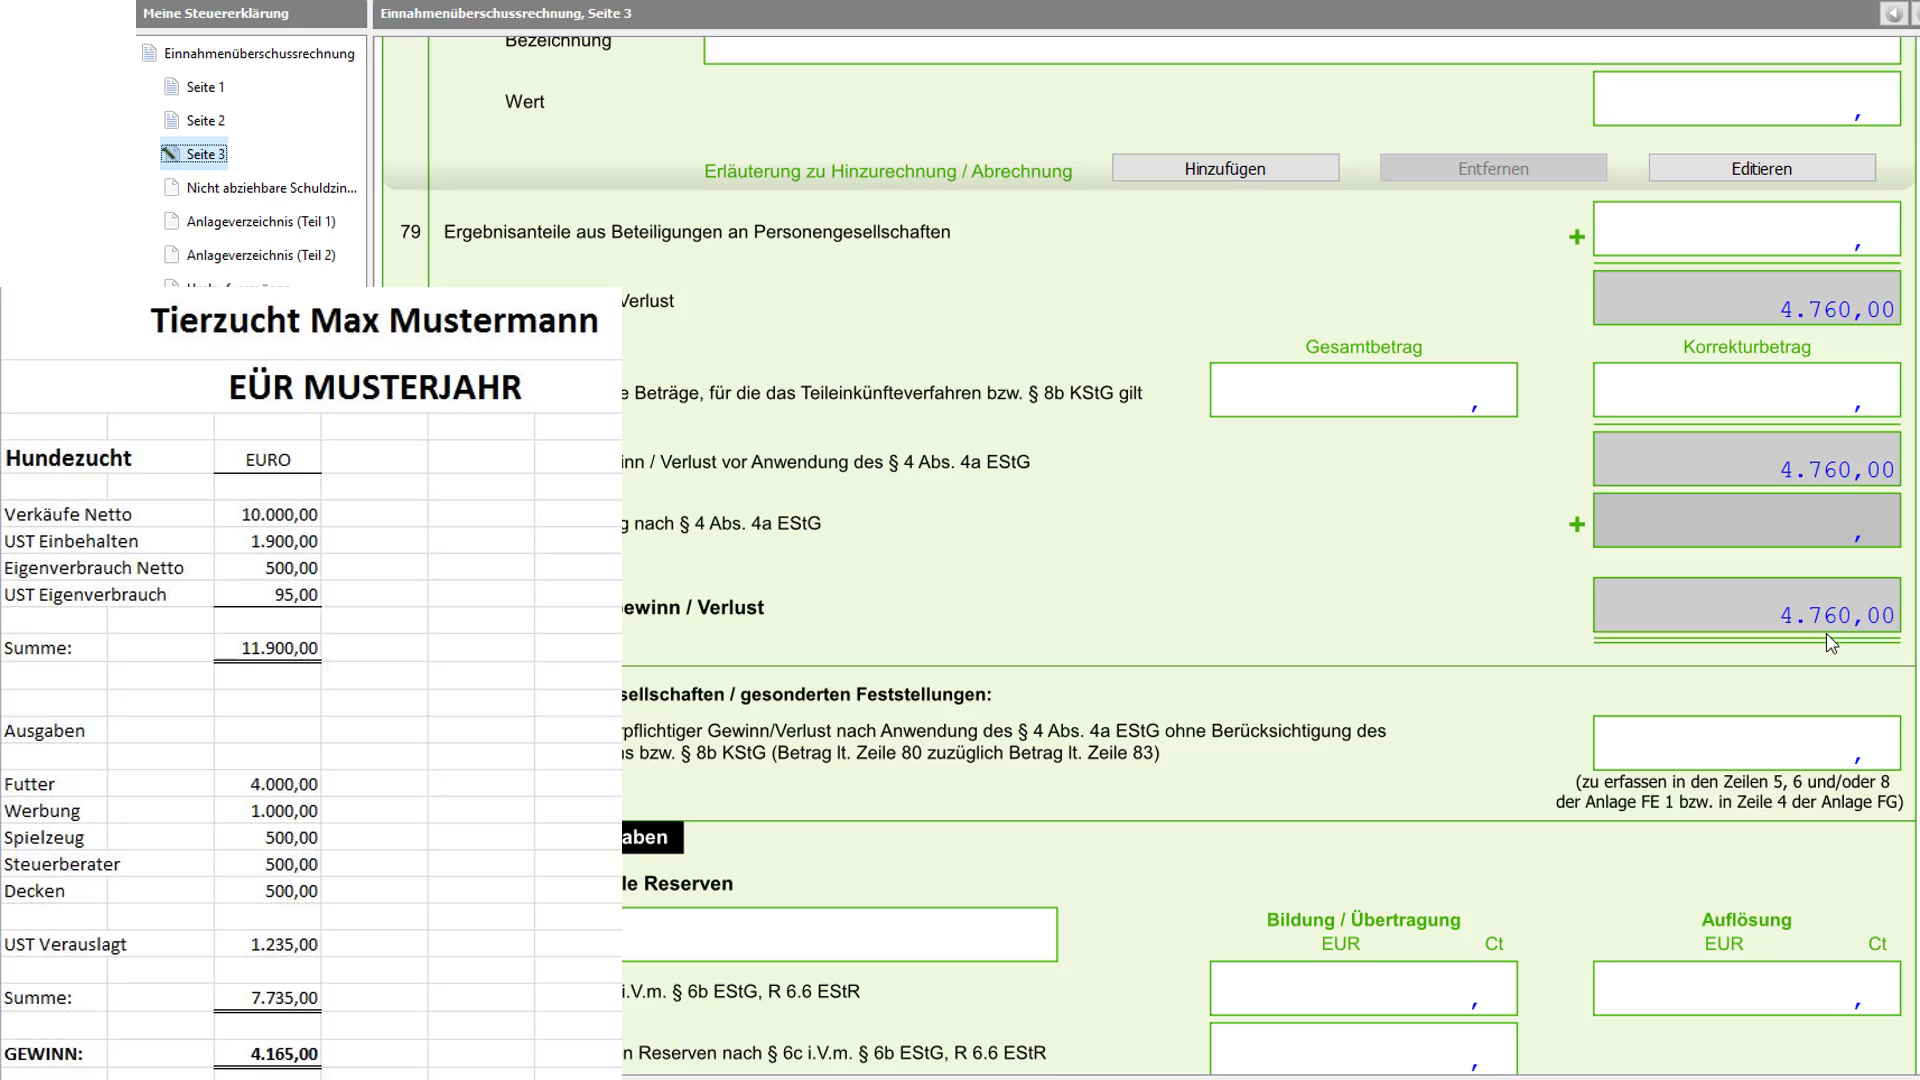 Meine Steuererklärung
Einnahmenüberschussrechnung
Seite 1
Seite 2
Seite 3
Nicht abziehbare Schuldzin...
Anlageverzeichnis (Teil 1)
Anlageverzeichnis (Teil 2)
Einnahmenüberschussrechnung, Seite 3
Bezeichnung
Wert ,
Erläuterung zu Hinzurechnung / Abrechnung Hinzufügen Entfernen Editieren
79 Ergebnisanteile aus Beteiligungen an Personengesellschaften + ,
Verlust 4.760,00
Gesamtbetrag Korrekturbetrag
e Beträge, für die das Teileinkünfteverfahren bzw. § 8b KStG gilt , ,
inn / Verlust vor Anwendung des § 4 Abs. 4a EStG 4.760,00
g nach § 4 Abs. 4a EStG + ,
ewinn / Verlust 4.760,00
sellschaften / gesonderten Feststellungen:
rpflichtiger Gewinn/Verlust nach Anwendung des § 4 Abs. 4a EStG ohne Berücksichtigung des
s bzw. § 8b KStG (Betrag lt. Zeile 80 zuzüglich Betrag lt. Zeile 83) ,
(zu erfassen in den Zeilen 5, 6 und/oder 8
der Anlage FE 1 bzw. in Zeile 4 der Anlage FG)
aben
le Reserven
Bildung / Übertragung Auflösung
EUR Ct EUR Ct
i.V.m. § 6b EStG, R 6.6 EStR , ,
n Reserven nach § 6c i.V.m. § 6b EStG, R 6.6 EStR ,
Tierzucht Max Mustermann
EÜR MUSTERJAHR
Hundezucht EURO
Verkäufe Netto 10.000,00
UST Einbehalten 1.900,00
Eigenverbrauch Netto 500,00
UST Eigenverbrauch 95,00
Summe: 11.900,00
Ausgaben
Futter 4.000,00
Werbung 1.000,00
Spielzeug 500,00
Steuerberater 500,00
Decken 500,00
UST Verauslagt 1.235,00
Summe: 7.735,00
GEWINN: 4.165,00